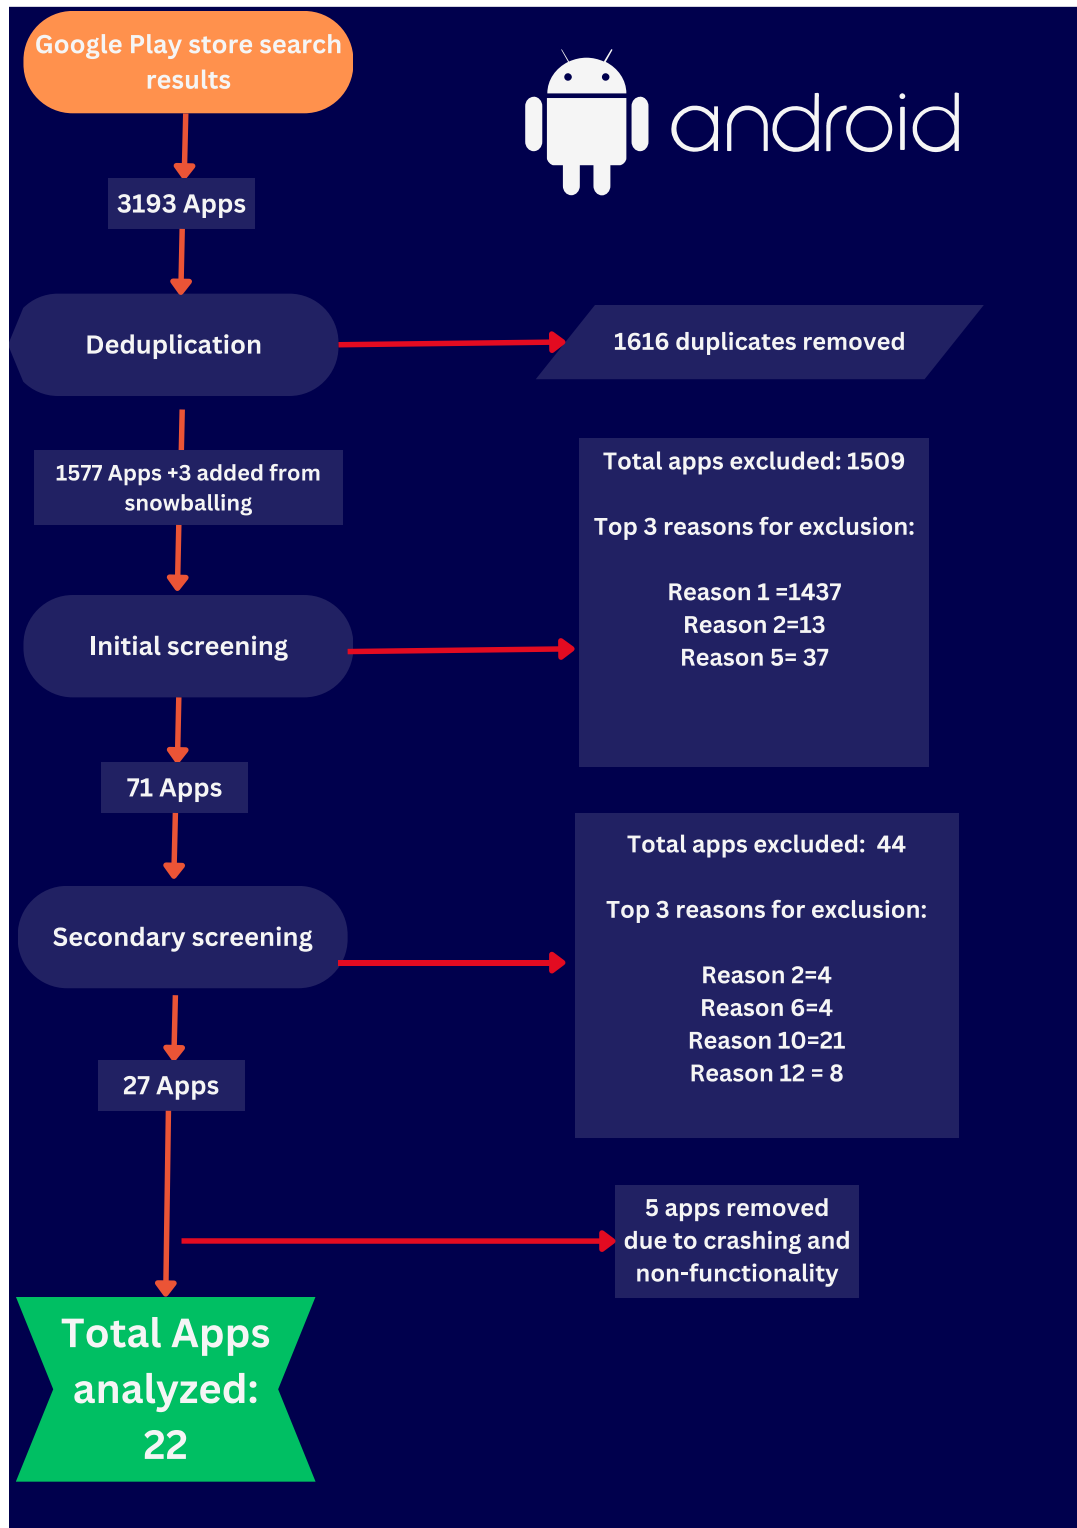 Google Play store search
results
android
3193 Apps
Deduplication
1616 duplicates removed
1577 Apps +3 added from
snowballing
Total apps excluded: 1509
Top 3 reasons for exclusion:
Reason 1 =1437
Reason 2=13
Reason 5= 37
Initial screening
71 Apps
Total apps excluded:  44
Top 3 reasons for exclusion:
Reason 2=4
Reason 6=4
Reason 10=21
Reason 12 = 8
Secondary screening
27 Apps
5 apps removed
due to crashing and
non-functionality
Total Apps
analyzed:
22